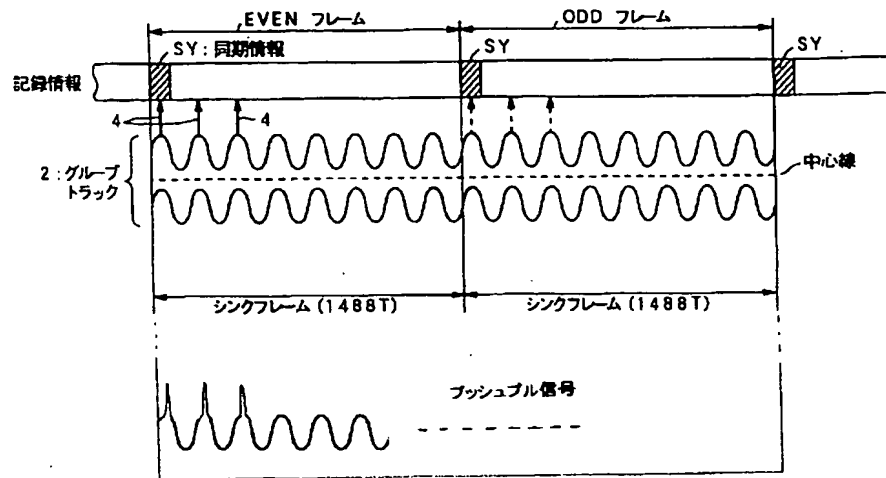 EVEN フレーム
ODD フレーム
SY：同期情報
SY
SY
記録情報
4
4
2：グルーブ
トラック
中心線
シンクフレーム(1488T)
シンクフレーム(1488T)
プッシュプル信号